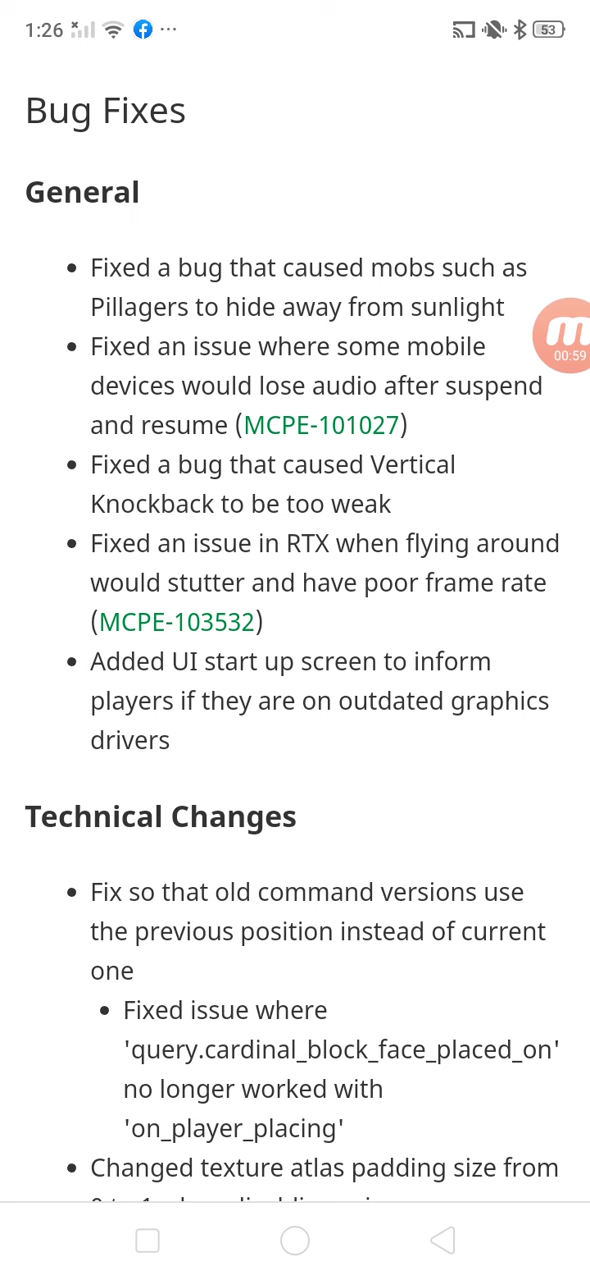 1:26
53
Bug Fixes
General
• Fixed a bug that caused mobs such as
Pillagers to hide away from sunlight
• Fixed an issue where some mobile
devices would lose audio after suspend
and resume (MCPE-101027)
• Fixed a bug that caused Vertical
Knockback to be too weak
• Fixed an issue in RTX when flying around
would stutter and have poor frame rate
(MCPE-103532)
• Added UI start up screen to inform
players if they are on outdated graphics
drivers
00:59
Technical Changes
• Fix so that old command versions use
the previous position instead of current
one
• Fixed issue where
'query.cardinal_block_face_placed_on'
no longer worked with
'on_player_placing'
• Changed texture atlas padding size from